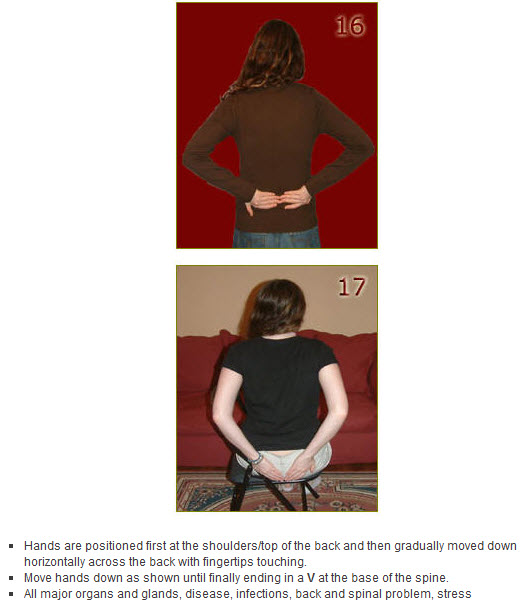 16
17
Hands are positioned first at the shoulders/top of the back and then gradually moved down
horizontally across the back with fingertips touching.
Move hands down as shown until finally ending in a V at the base of the spine.
All major organs and glands, disease, infections, back and spinal problem, stress